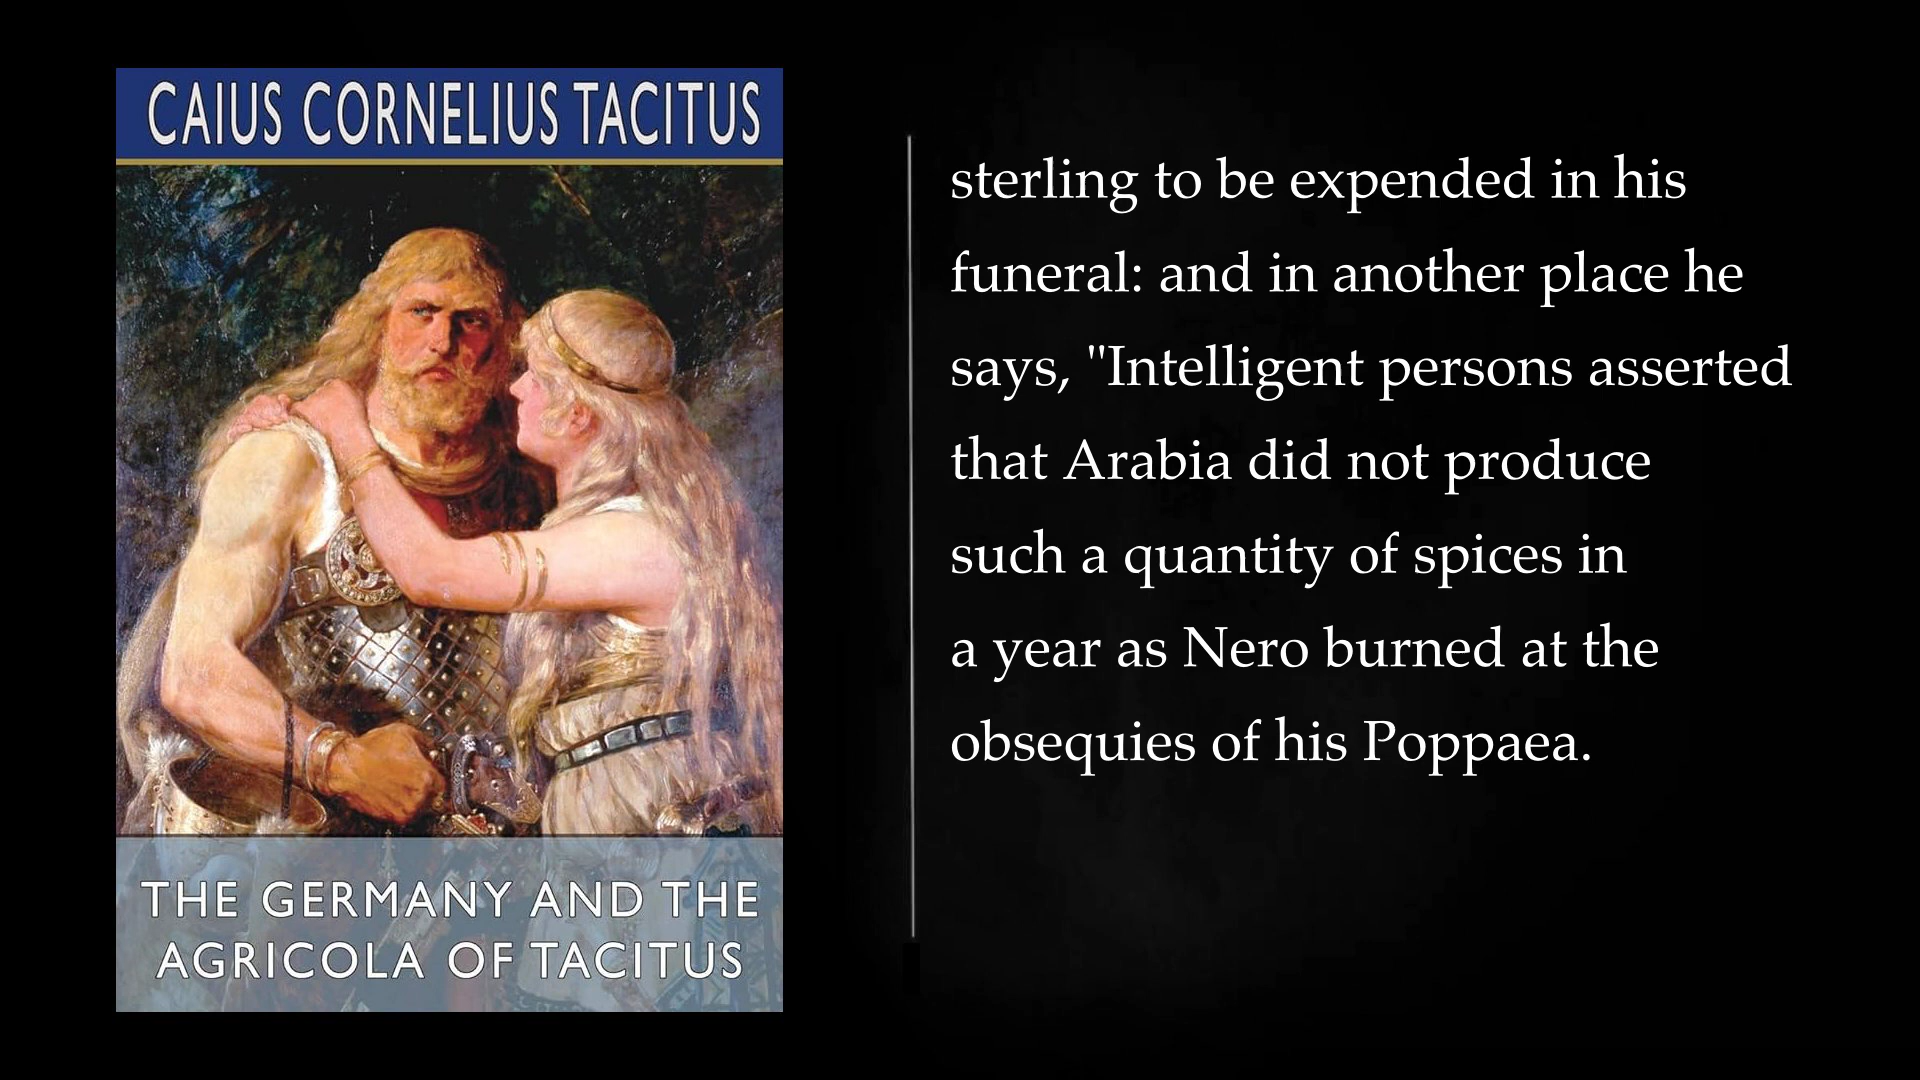 CAIUS CORNELIUS TACITUS
THE GERMANY AND THE
AGRICOLA OF TACITUS
sterling to be expended in his
funeral: and in another place he
says, "Intelligent persons asserted
that Arabia did not produce
such a quantity of spices in
a year as Nero burned at the
obsequies of his Poppaea.